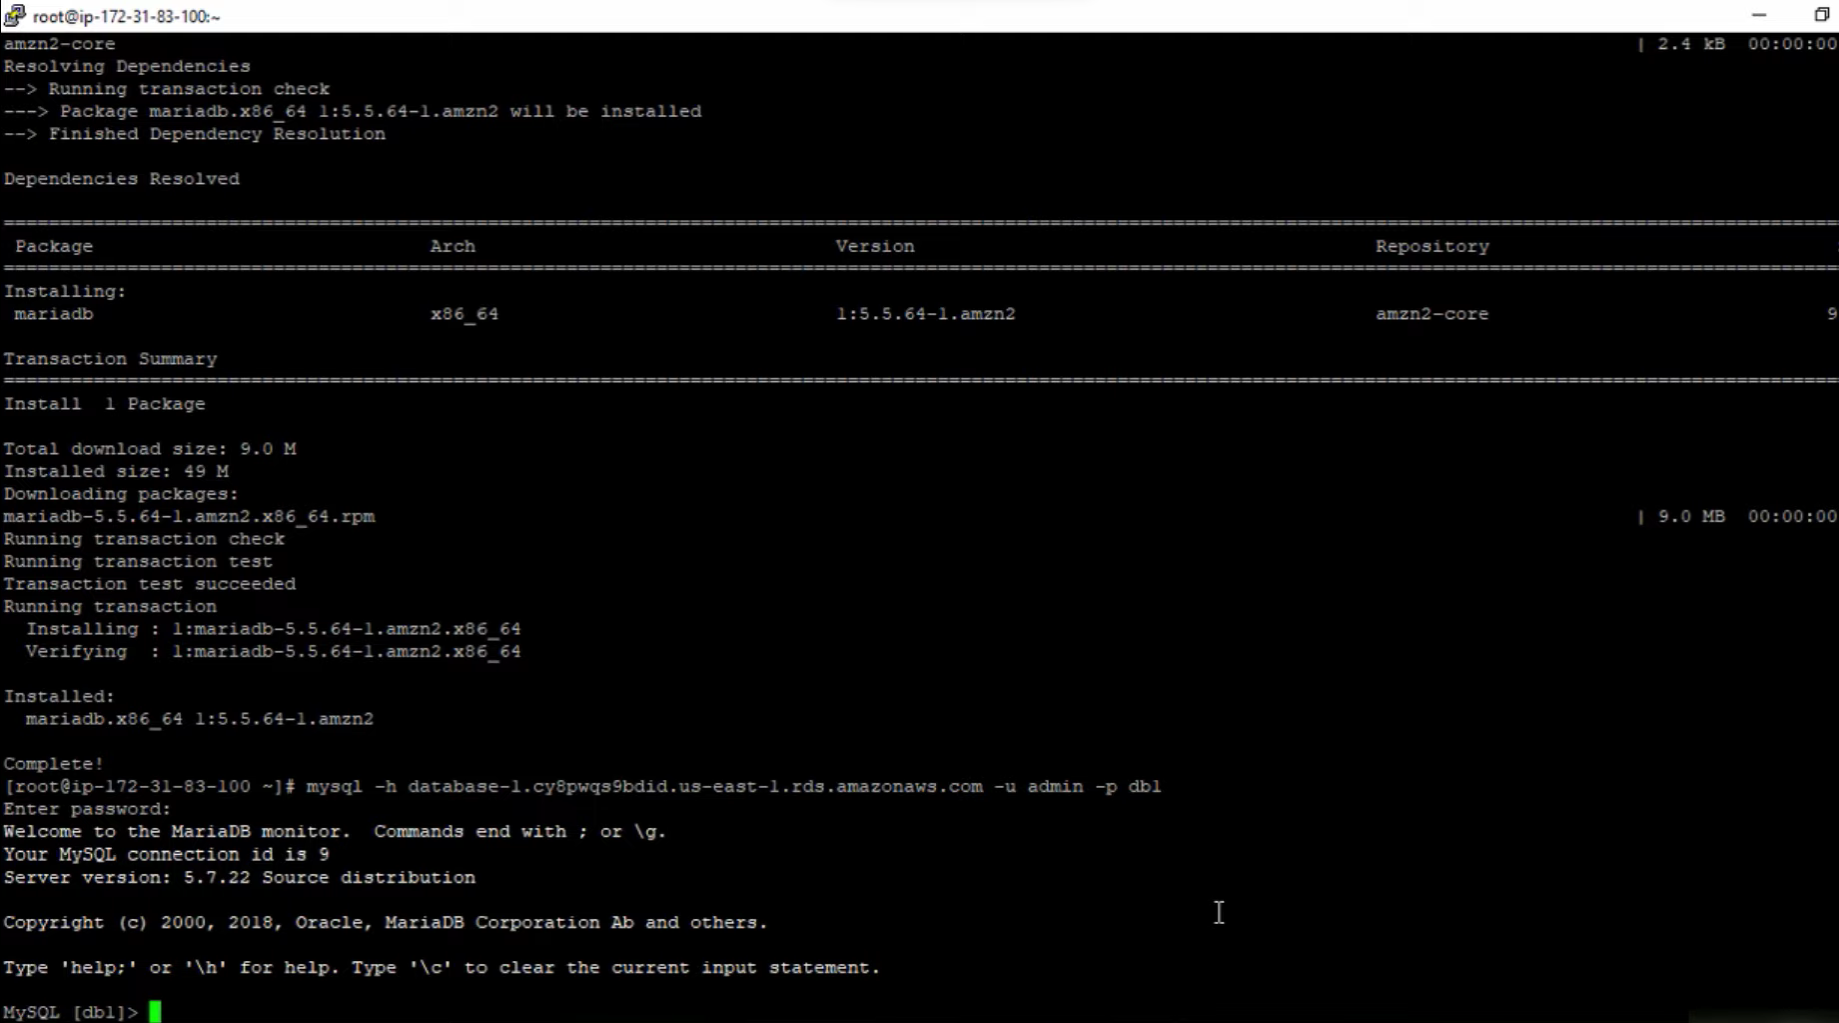 root@ip-172-31-83-100:~
amzn2-core | 2.4 kB 00:00:00
Resolving Dependencies
--> Running transaction check
---> Package mariadb.x86_64 1:5.5.64-1.amzn2 will be installed
--> Finished Dependency Resolution
Dependencies Resolved
================================================================================
Package Arch Version Repository
================================================================================
Installing:
mariadb x86_64 1:5.5.64-1.amzn2 amzn2-core 9
Transaction Summary
================================================================================
Install 1 Package
Total download size: 9.0 M
Installed size: 49 M
Downloading packages:
mariadb-5.5.64-1.amzn2.x86_64.rpm | 9.0 MB 00:00:00
Running transaction check
Running transaction test
Transaction test succeeded
Running transaction
Installing : 1:mariadb-5.5.64-1.amzn2.x86_64
Verifying : 1:mariadb-5.5.64-1.amzn2.x86_64
Installed:
mariadb.x86_64 1:5.5.64-1.amzn2
Complete!
[root@ip-172-31-83-100 ~]# mysql -h database-1.cy8pwqs9bdid.us-east-1.rds.amazonaws.com -u admin -p db1
Enter password:
Welcome to the MariaDB monitor. Commands end with ; or \g.
Your MySQL connection id is 9
Server version: 5.7.22 Source distribution
Copyright (c) 2000, 2018, Oracle, MariaDB Corporation Ab and others.
Type 'help;' or '\h' for help. Type '\c' to clear the current input statement.
MySQL [db1]>